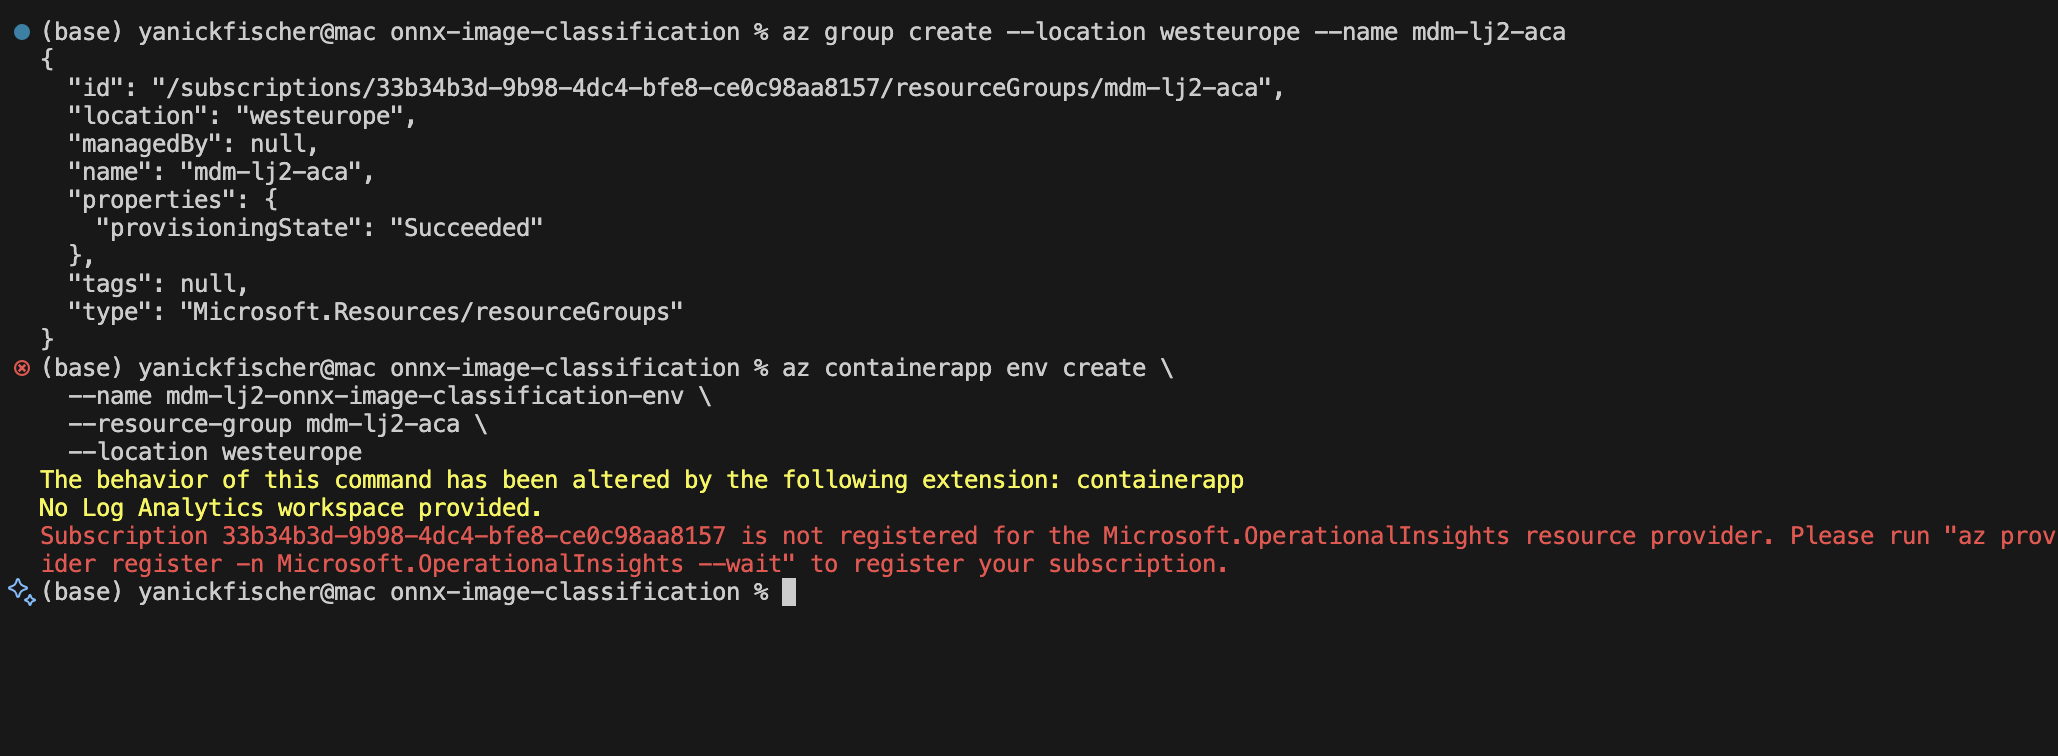 (base) yanickfischer@mac onnx-image-classification % az group create --location westeurope --name mdm-lj2-aca
{
  "id": "/subscriptions/33b34b3d-9b98-4dc4-bfe8-ce0c98aa8157/resourceGroups/mdm-lj2-aca",
  "location": "westeurope",
  "managedBy": null,
  "name": "mdm-lj2-aca",
  "properties": {
    "provisioningState": "Succeeded"
  },
  "tags": null,
  "type": "Microsoft.Resources/resourceGroups"
}
(base) yanickfischer@mac onnx-image-classification % az containerapp env create \
  --name mdm-lj2-onnx-image-classification-env \
  --resource-group mdm-lj2-aca \
  --location westeurope
The behavior of this command has been altered by the following extension: containerapp
No Log Analytics workspace provided.
Subscription 33b34b3d-9b98-4dc4-bfe8-ce0c98aa8157 is not registered for the Microsoft.OperationalInsights resource provider. Please run "az prov
ider register -n Microsoft.OperationalInsights --wait" to register your subscription.
(base) yanickfischer@mac onnx-image-classification %